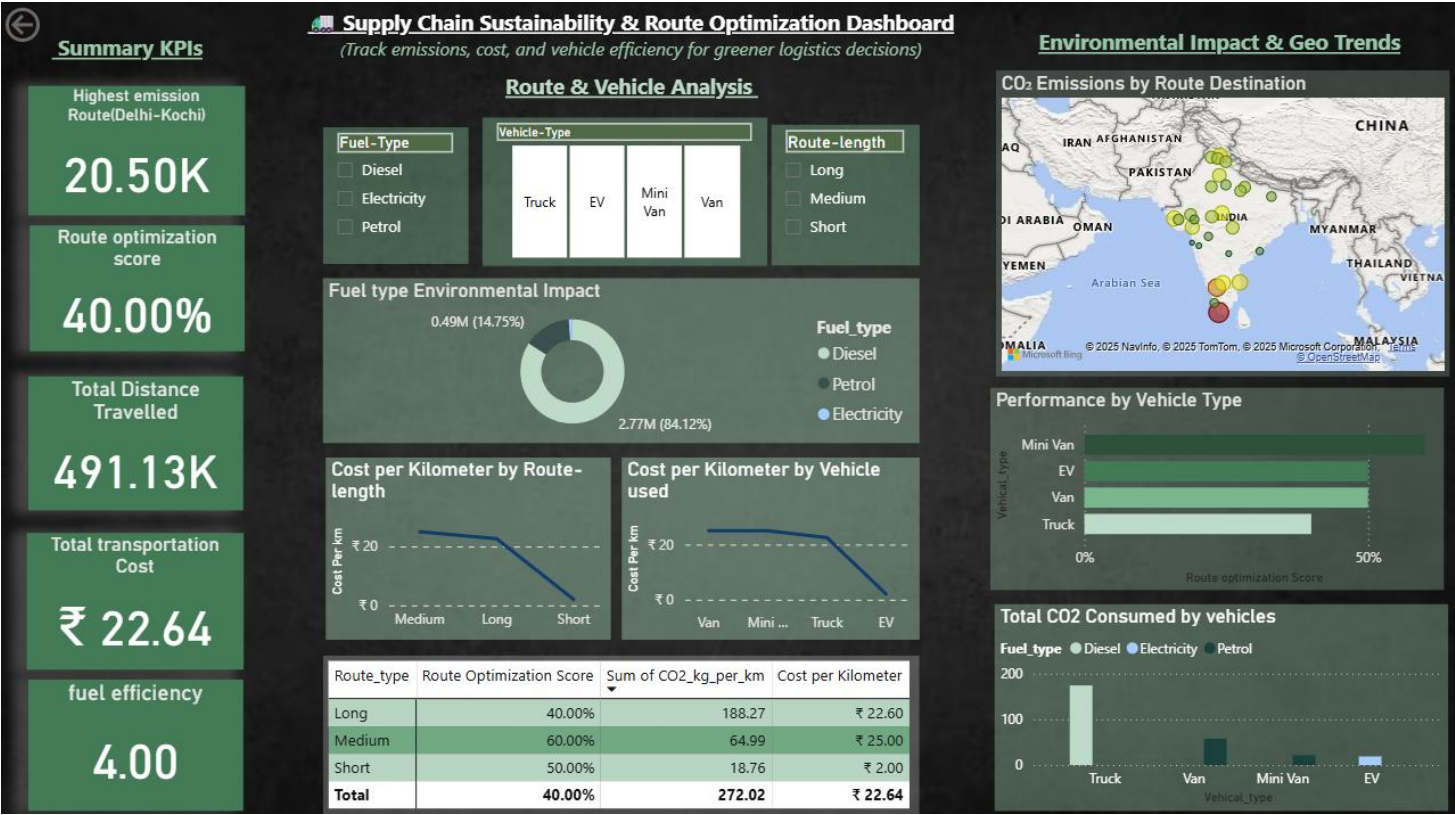 Supply Chain Sustainability & Route Optimization Dashboard
(Track emissions, cost, and vehicle efficiency for greener logistics decisions)
Summary KPIs
Highest emission
Route(Delhi-Kochi)
20.50K
Route optimization
score
40.00%
Total Distance
Travelled
491.13K
Total transportation
Cost
₹ 22.64
fuel efficiency
4.00
Route & Vehicle Analysis
Fuel-Type
Diesel
Electricity
Petrol
Vehicle-Type
Truck
EV
Mini
Van
Van
Route-length
Long
Medium
Short
Fuel type Environmental Impact
0.49M (14.75%)
2.77M (84.12%)
Fuel_type
Diesel
Petrol
Electricity
Cost per Kilometer by Route-
length
Cost Per km
₹ 20
₹ 0
Medium Long Short
Cost per Kilometer by Vehicle
used
Cost Per km
₹ 20
₹ 0
Van Mini ... Truck EV
Route_type Route Optimization Score Sum of CO2_kg_per_km Cost per Kilometer
Long 40.00% 188.27 ₹ 22.60
Medium 60.00% 64.99 ₹ 25.00
Short 50.00% 18.76 ₹ 2.00
Total 40.00% 272.02 ₹ 22.64
Environmental Impact & Geo Trends
CO₂ Emissions by Route Destination
CHINA
AQ
IRAN
AFGHANISTAN
PAKISTAN
DI ARABIA
OMAN
INDIA
MYANMAR
YEMEN
THAILAND
VIETNA
Arabian Sea
OMALIA
MALAYSIA
Microsoft Bing
© 2025 NavInfo, © 2025 TomTom, © 2025 Microsoft Corporation, Terms
© OpenStreetMap
Performance by Vehicle Type
Vehical_type
Mini Van
EV
Van
Truck
0% 50%
Route optimization Score
Total CO2 Consumed by vehicles
Fuel_type Diesel Electricity Petrol
200
100
0
Truck Van Mini Van EV
Vehical_type